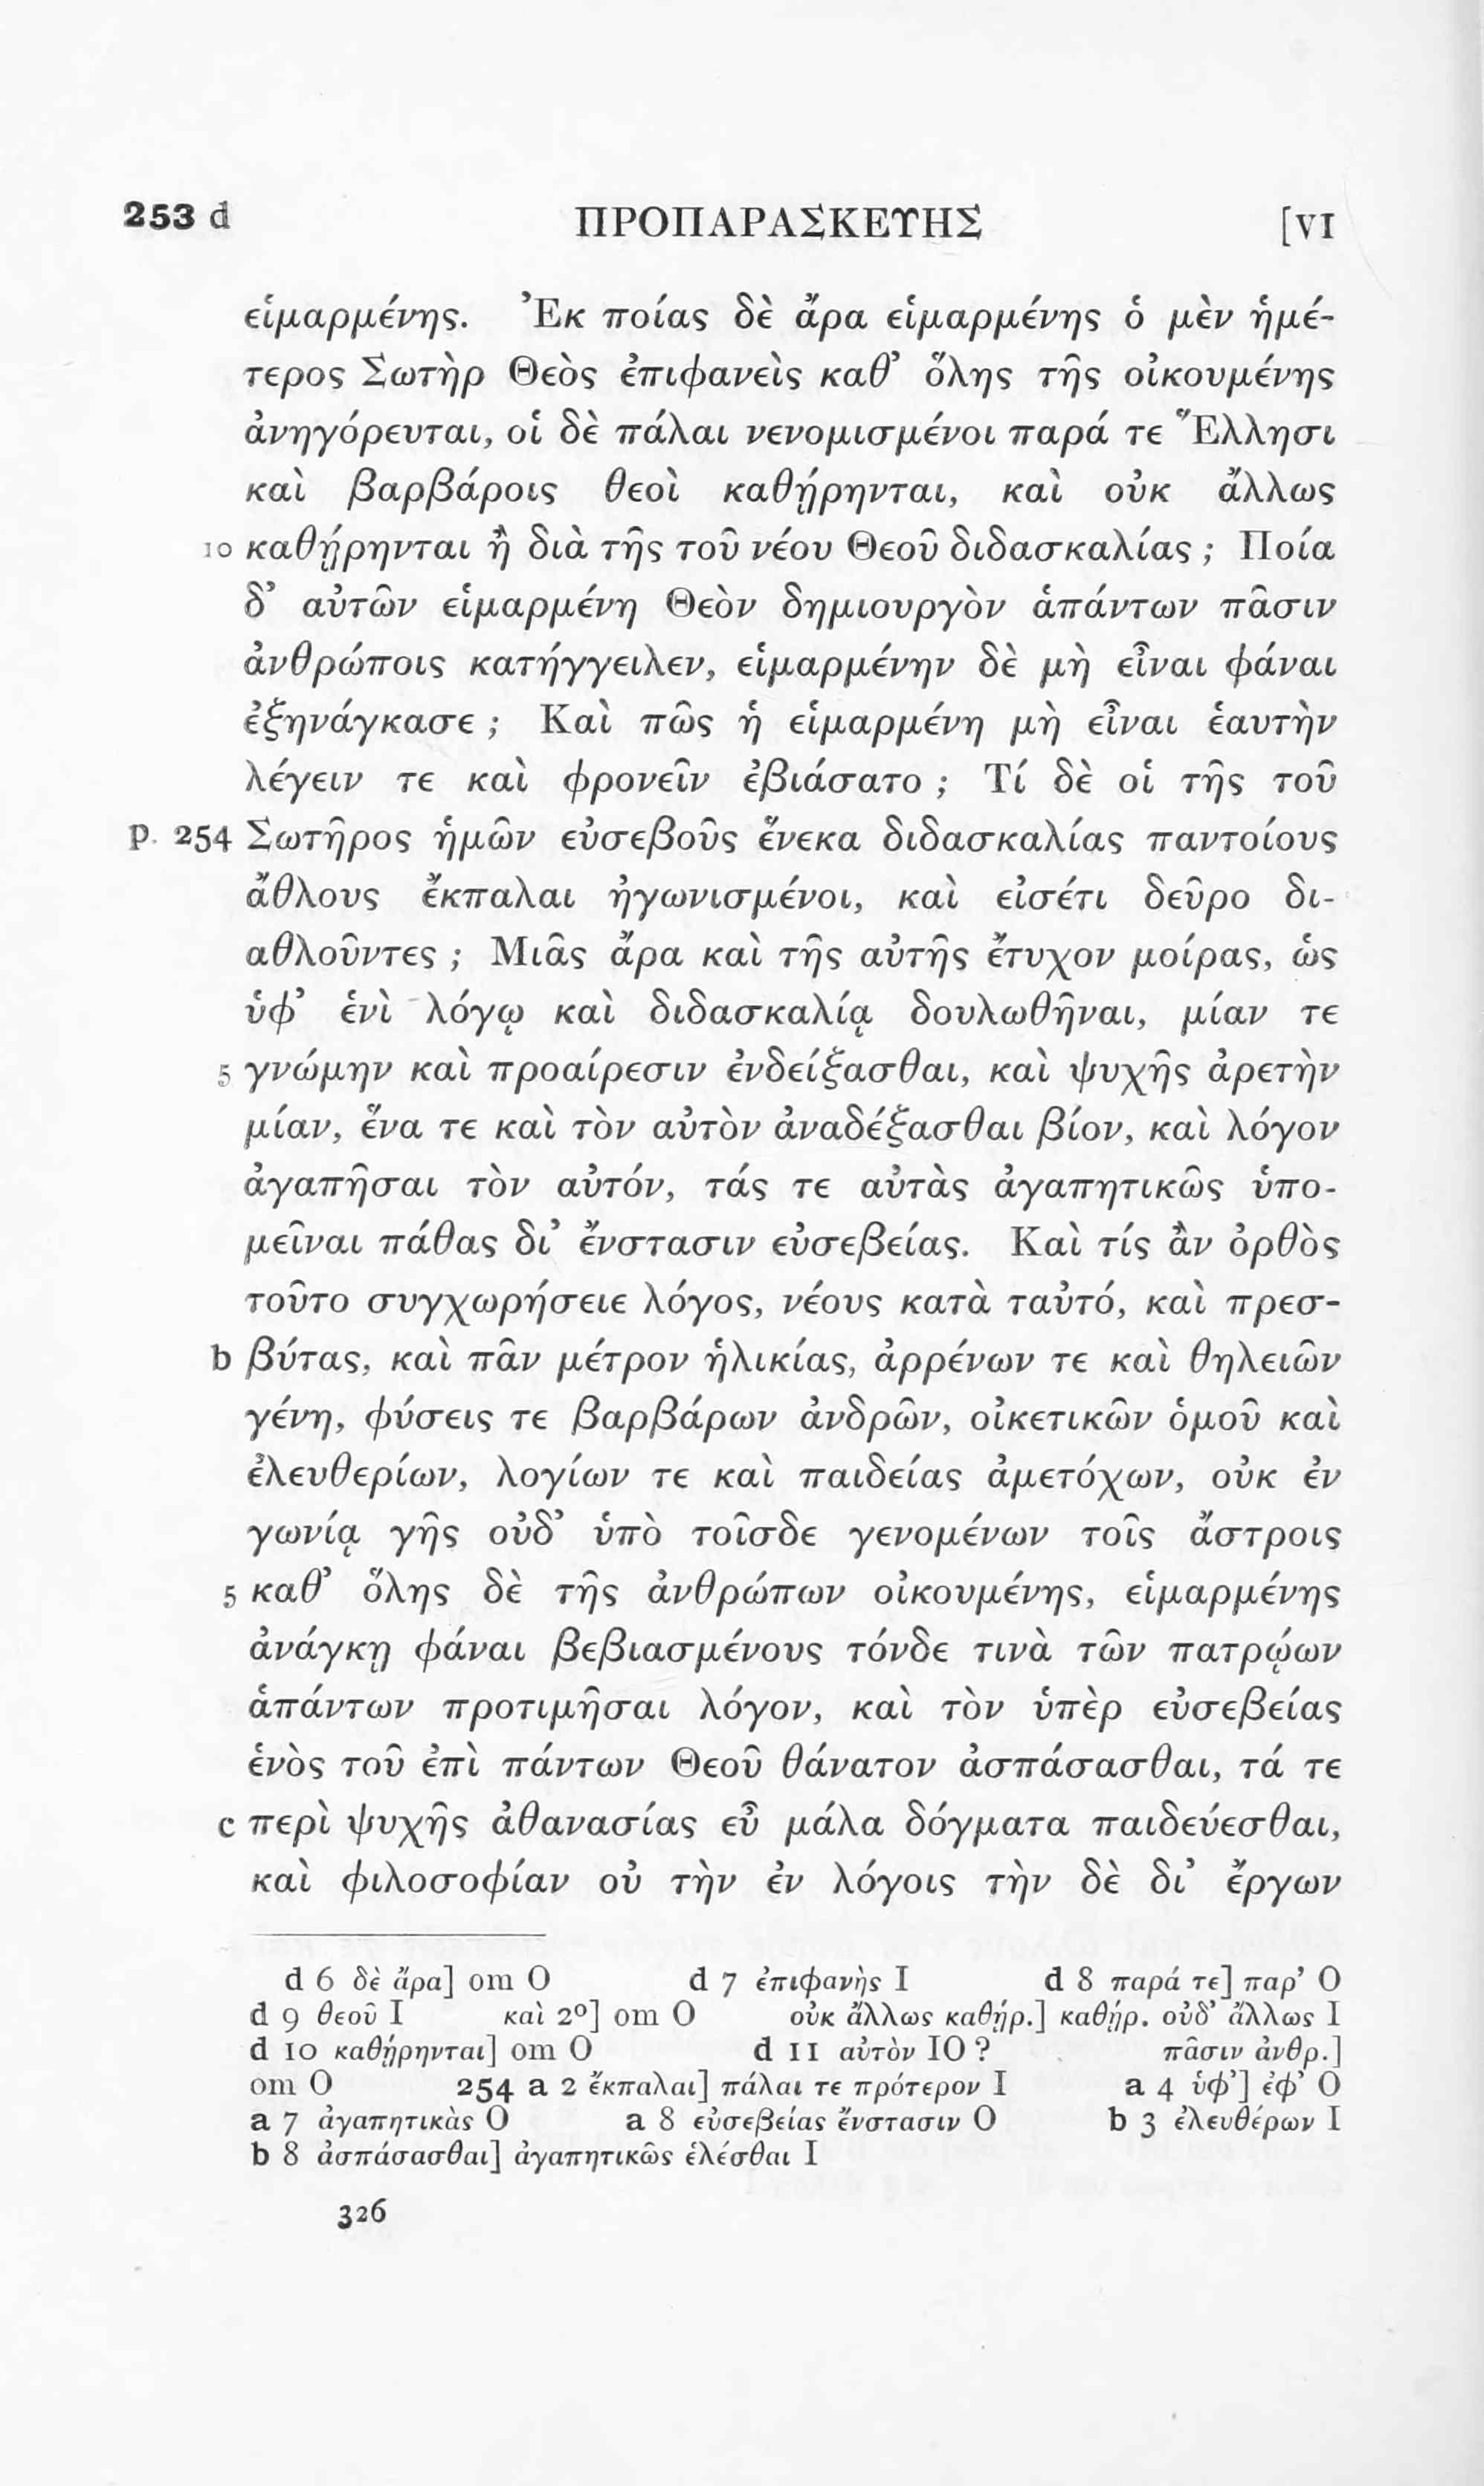 253 d ΠΡΟΠΑΡΑΣΚΕΥΗΣ [VI
εἱμαρμένης. Ἐκ ποίας δὲ ἄρα εἱμαρμένης ὁ μὲν ἡμέ-
τερος Σωτὴρ Θεὸς ἐπιφανεὶς καθ’ ὅλης τῆς οἰκουμένης
ἀνηγόρευται, οἱ δὲ πάλαι νενομισμένοι παρά τε Ἕλλησι
καὶ βαρβάροις θεοὶ καθῄρηνται, καὶ οὐκ ἄλλως
10 καθῄρηνται ἢ διὰ τῆς τοῦ νέου Θεοῦ διδασκαλίας ; Ποία
δ’ αὐτῶν εἱμαρμένη Θεὸν δημιουργὸν ἁπάντων πᾶσιν
ἀνθρώποις κατήγγειλεν, εἱμαρμένην δὲ μὴ εἶναι φάναι
ἐξηνάγκασε ; Καὶ πῶς ἡ εἱμαρμένη μὴ εἶναι ἑαυτὴν
λέγειν τε καὶ φρονεῖν ἐβιάσατο ; Τί δὲ οἱ τῆς τοῦ
p. 254 Σωτῆρος ἡμῶν εὐσεβοῦς ἕνεκα διδασκαλίας παντοίους
ἄθλους ἔκπαλαι ἠγωνισμένοι, καὶ εἰσέτι δεῦρο δι-
αθλοῦντες ; Μιᾶς ἄρα καὶ τῆς αὐτῆς ἔτυχον μοίρας, ὡς
ὑφ’ ἑνὶ λόγῳ καὶ διδασκαλίᾳ δουλωθῆναι, μίαν τε
5 γνώμην καὶ προαίρεσιν ἐνδείξασθαι, καὶ ψυχῆς ἀρετὴν
μίαν, ἕνα τε καὶ τὸν αὐτὸν ἀναδέξασθαι βίον, καὶ λόγον
ἀγαπῆσαι τὸν αὐτόν, τάς τε αὐτὰς ἀγαπητικῶς ὑπο-
μεῖναι πάθας δι’ ἔνστασιν εὐσεβείας. Καὶ τίς ἂν ὀρθὸς
τοῦτο συγχωρήσειε λόγος, νέους κατὰ ταὐτό, καὶ πρεσ-
b βύτας, καὶ πᾶν μέτρον ἡλικίας, ἀρρένων τε καὶ θηλειῶν
γένη, φύσεις τε βαρβάρων ἀνδρῶν, οἰκετικῶν ὁμοῦ καὶ
ἐλευθερίων, λογίων τε καὶ παιδείας ἀμετόχων, οὐκ ἐν
γωνίᾳ γῆς οὐδ’ ὑπὸ τοῖσδε γενομένων τοῖς ἄστροις
5 καθ’ ὅλης δὲ τῆς ἀνθρώπων οἰκουμένης, εἱμαρμένης
ἀνάγκῃ φάναι βεβιασμένους τόνδε τινὰ τῶν πατρῴων
ἁπάντων προτιμῆσαι λόγον, καὶ τὸν ὑπὲρ εὐσεβείας
ἑνὸς τοῦ ἐπὶ πάντων Θεοῦ θάνατον ἀσπάσασθαι, τά τε
c περὶ ψυχῆς ἀθανασίας εὖ μάλα δόγματα παιδεύεσθαι,
καὶ φιλοσοφίαν οὐ τὴν ἐν λόγοις τὴν δὲ δι’ ἔργων
d 6 δὲ ἄρα] om O d 7 ἐπιφανὴς I d 8 παρά τε] παρ’ O
d 9 θεοῦ I καὶ 2º] om O οὐκ ἄλλως καθῄρ.] καθῄρ. οὐδ’ ἄλλως I
d 10 καθῄρηνται] om O d 11 αὐτὸν IO ? πᾶσιν ἀνθρ.]
om O 254 a 2 ἔκπαλαι] πάλαι τε πρότερον I a 4 ὑφ’] ἐφ’ O
a 7 ἀγαπητικὰς O a 8 εὐσεβείας ἔνστασιν O b 3 ἐλευθέρων I
b 8 ἀσπάσασθαι] ἀγαπητικῶς ἑλέσθαι I
326